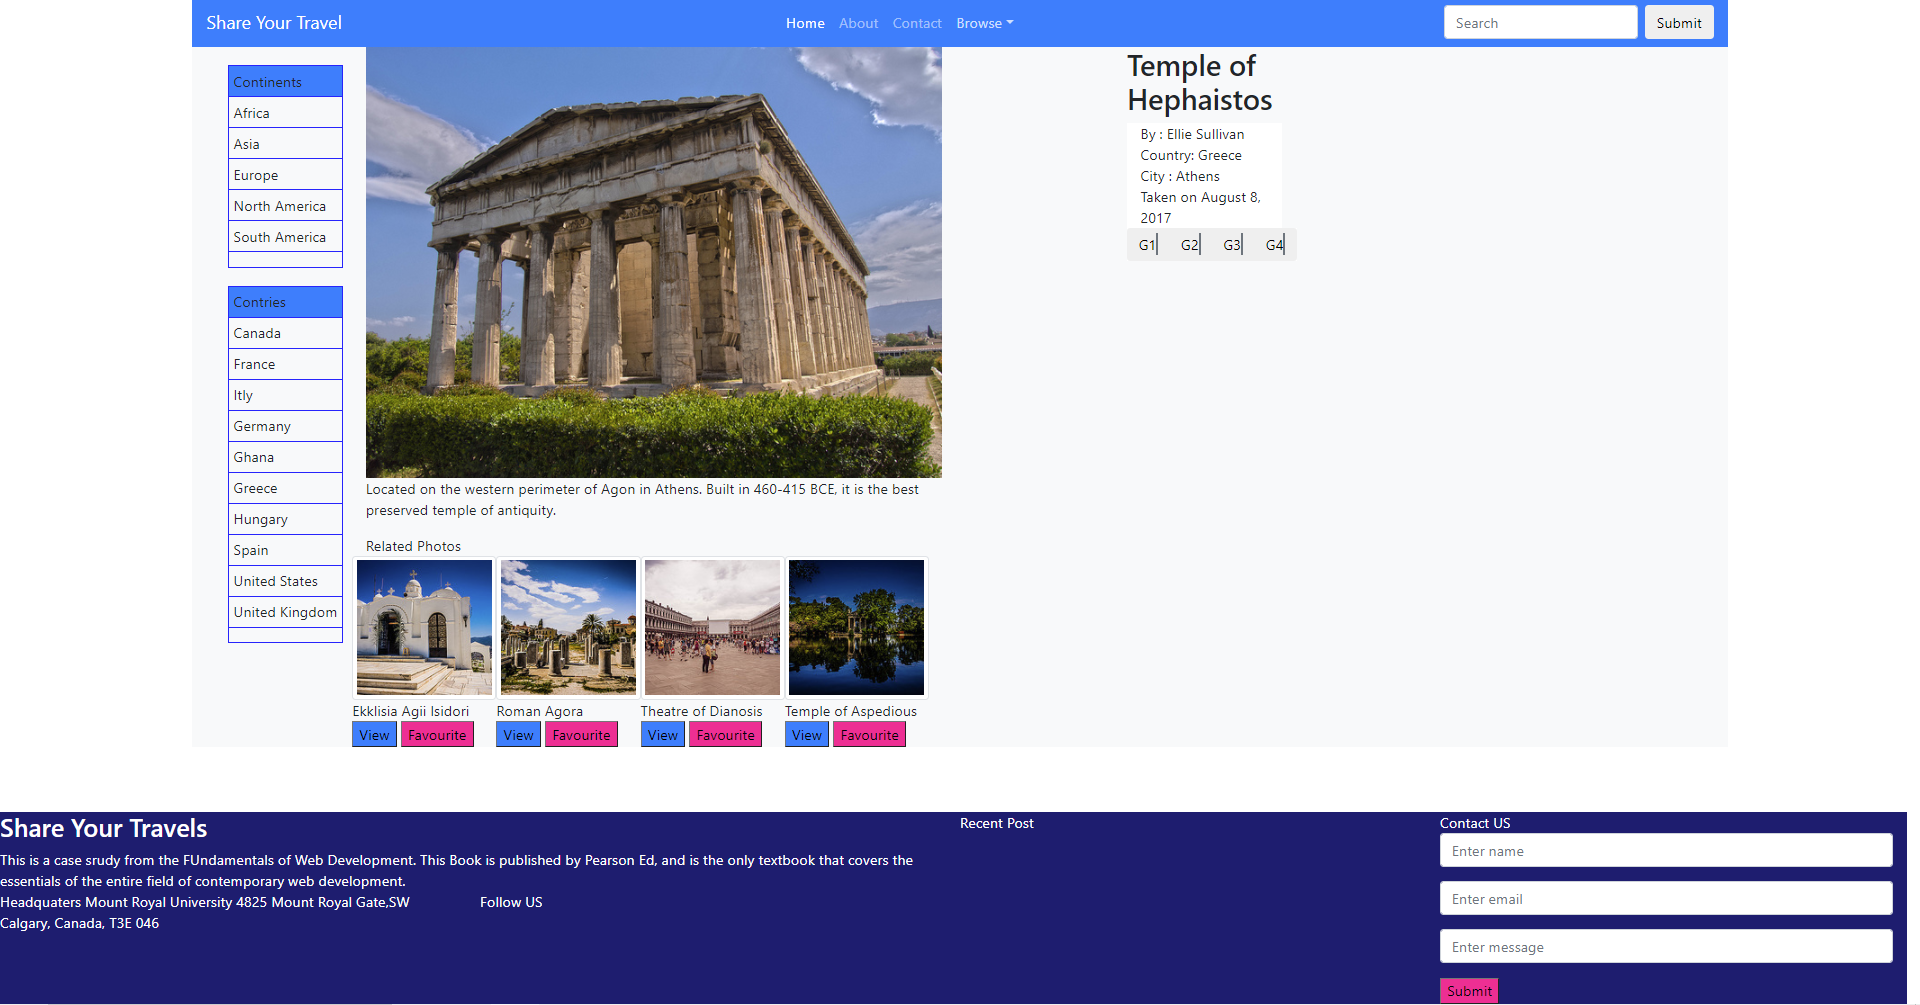 Share Your Travel
Home About Contact Browse
Search Submit
Continents
Africa
Asia
Europe
North America
South America
Contries
Canada
France
Itly
Germany
Ghana
Greece
Hungary
Spain
United States
United Kingdom
Located on the western perimeter of Agon in Athens. Built in 460-415 BCE, it is the best
preserved temple of antiquity.
Related Photos
Ekklisia Agii Isidori
View Favourite
Roman Agora
View Favourite
Theatre of Dianosis
View Favourite
Temple of Aspedious
View Favourite
Temple of
Hephaistos
By : Ellie Sullivan
Country: Greece
City : Athens
Taken on August 8,
2017
G1 G2 G3 G4
Share Your Travels
This is a case srudy from the FUndamentals of Web Development. This Book is published by Pearson Ed, and is the only textbook that covers the
essentials of the entire field of contemporary web development.
Headquaters Mount Royal University 4825 Mount Royal Gate,SW
Calgary, Canada, T3E 046
Follow US
Recent Post
Contact US
Enter name
Enter email
Enter message
Submit